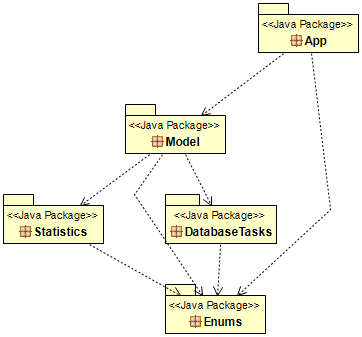 <<Java Package>>
App
<<Java Package>>
Model
<<Java Package>>
Statistics
<<Java Package>>
DatabaseTasks
<<Java Package>>
Enums